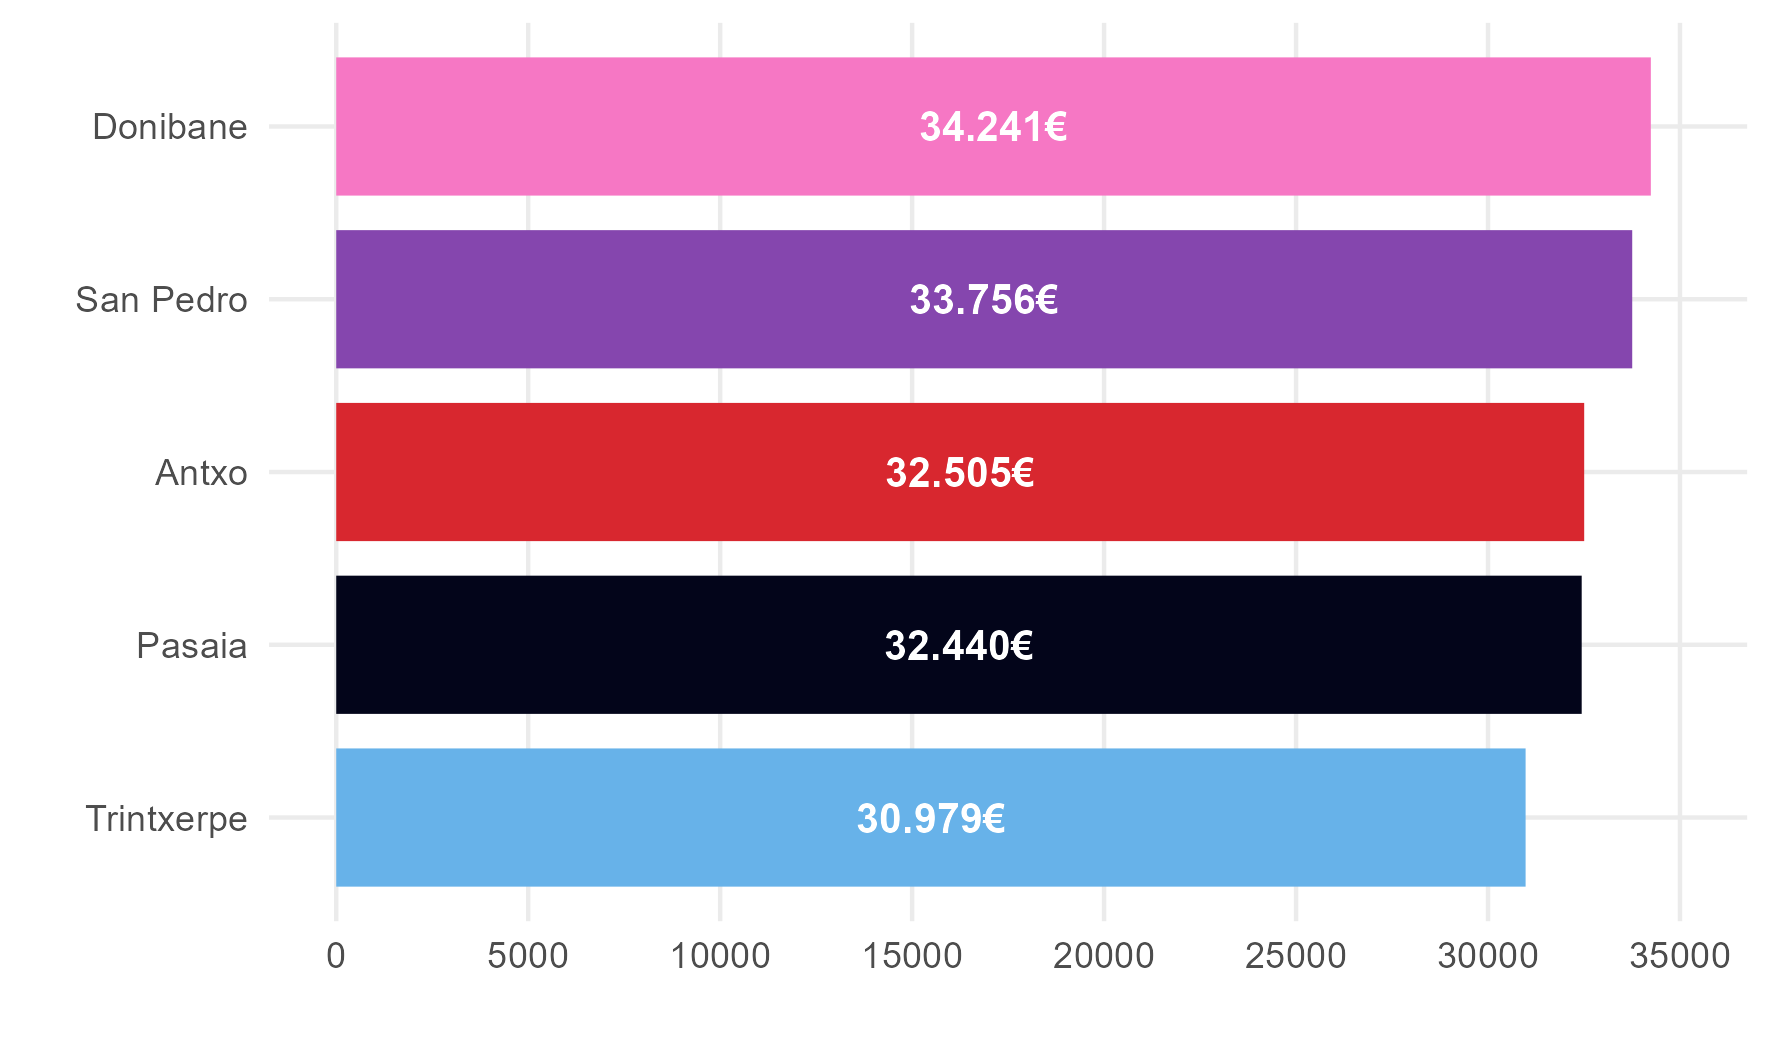 Donibane 34.241€
San Pedro 33.756€
Antxo 32.505€
Pasaia 32.440€
Trintxerpe 30.979€
0 5000 10000 15000 20000 25000 30000 35000